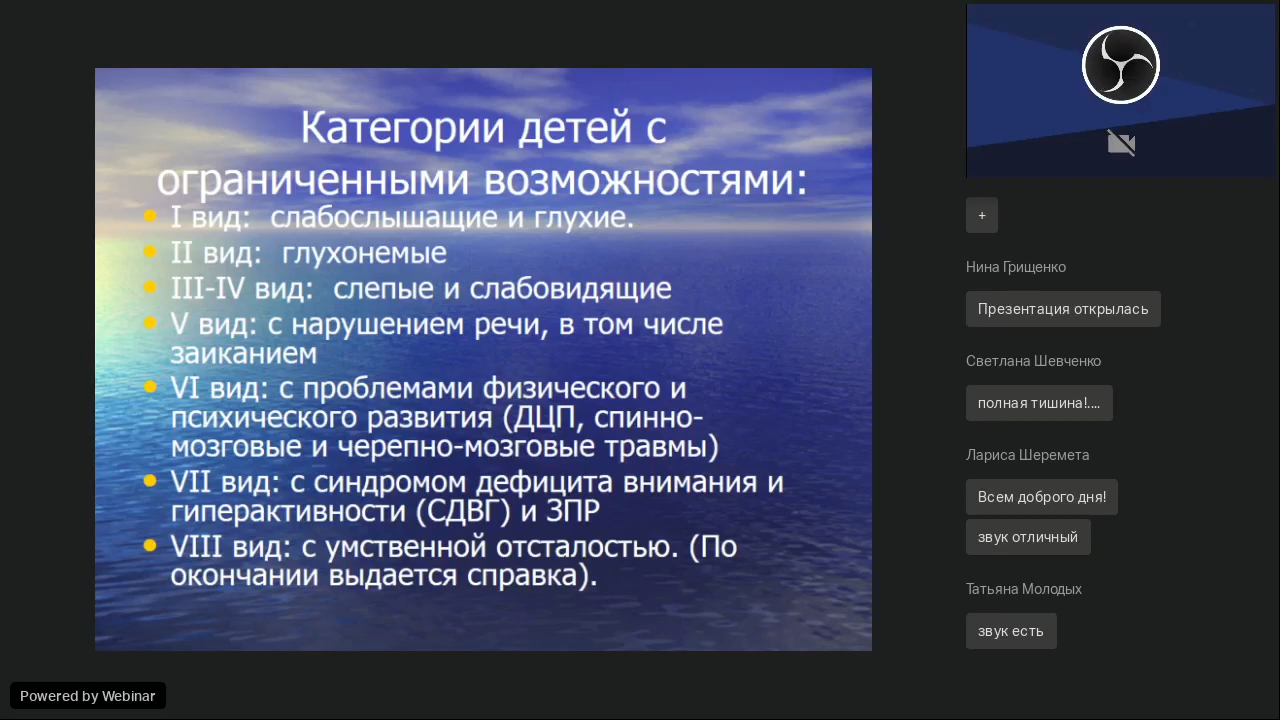 Категории детей с
ограниченными возможностями:
I вид:  слабослышащие и глухие.
II вид:  глухонемые
III-IV вид:  слепые и слабовидящие
V вид: с нарушением речи, в том числе
заиканием
VI вид: с проблемами физического и
психического развития (ДЦП, спинно-
мозговые и черепно-мозговые травмы)
VII вид: с синдромом дефицита внимания и
гиперактивности (СДВГ) и ЗПР
VIII вид: с умственной отсталостью. (По
окончании выдается справка).
+
Нина Грищенко
Презентация открылась
Светлана Шевченко
полная тишина!....
Лариса Шеремета
Всем доброго дня!
звук отличный
Татьяна Молодых
звук есть
Powered by Webinar